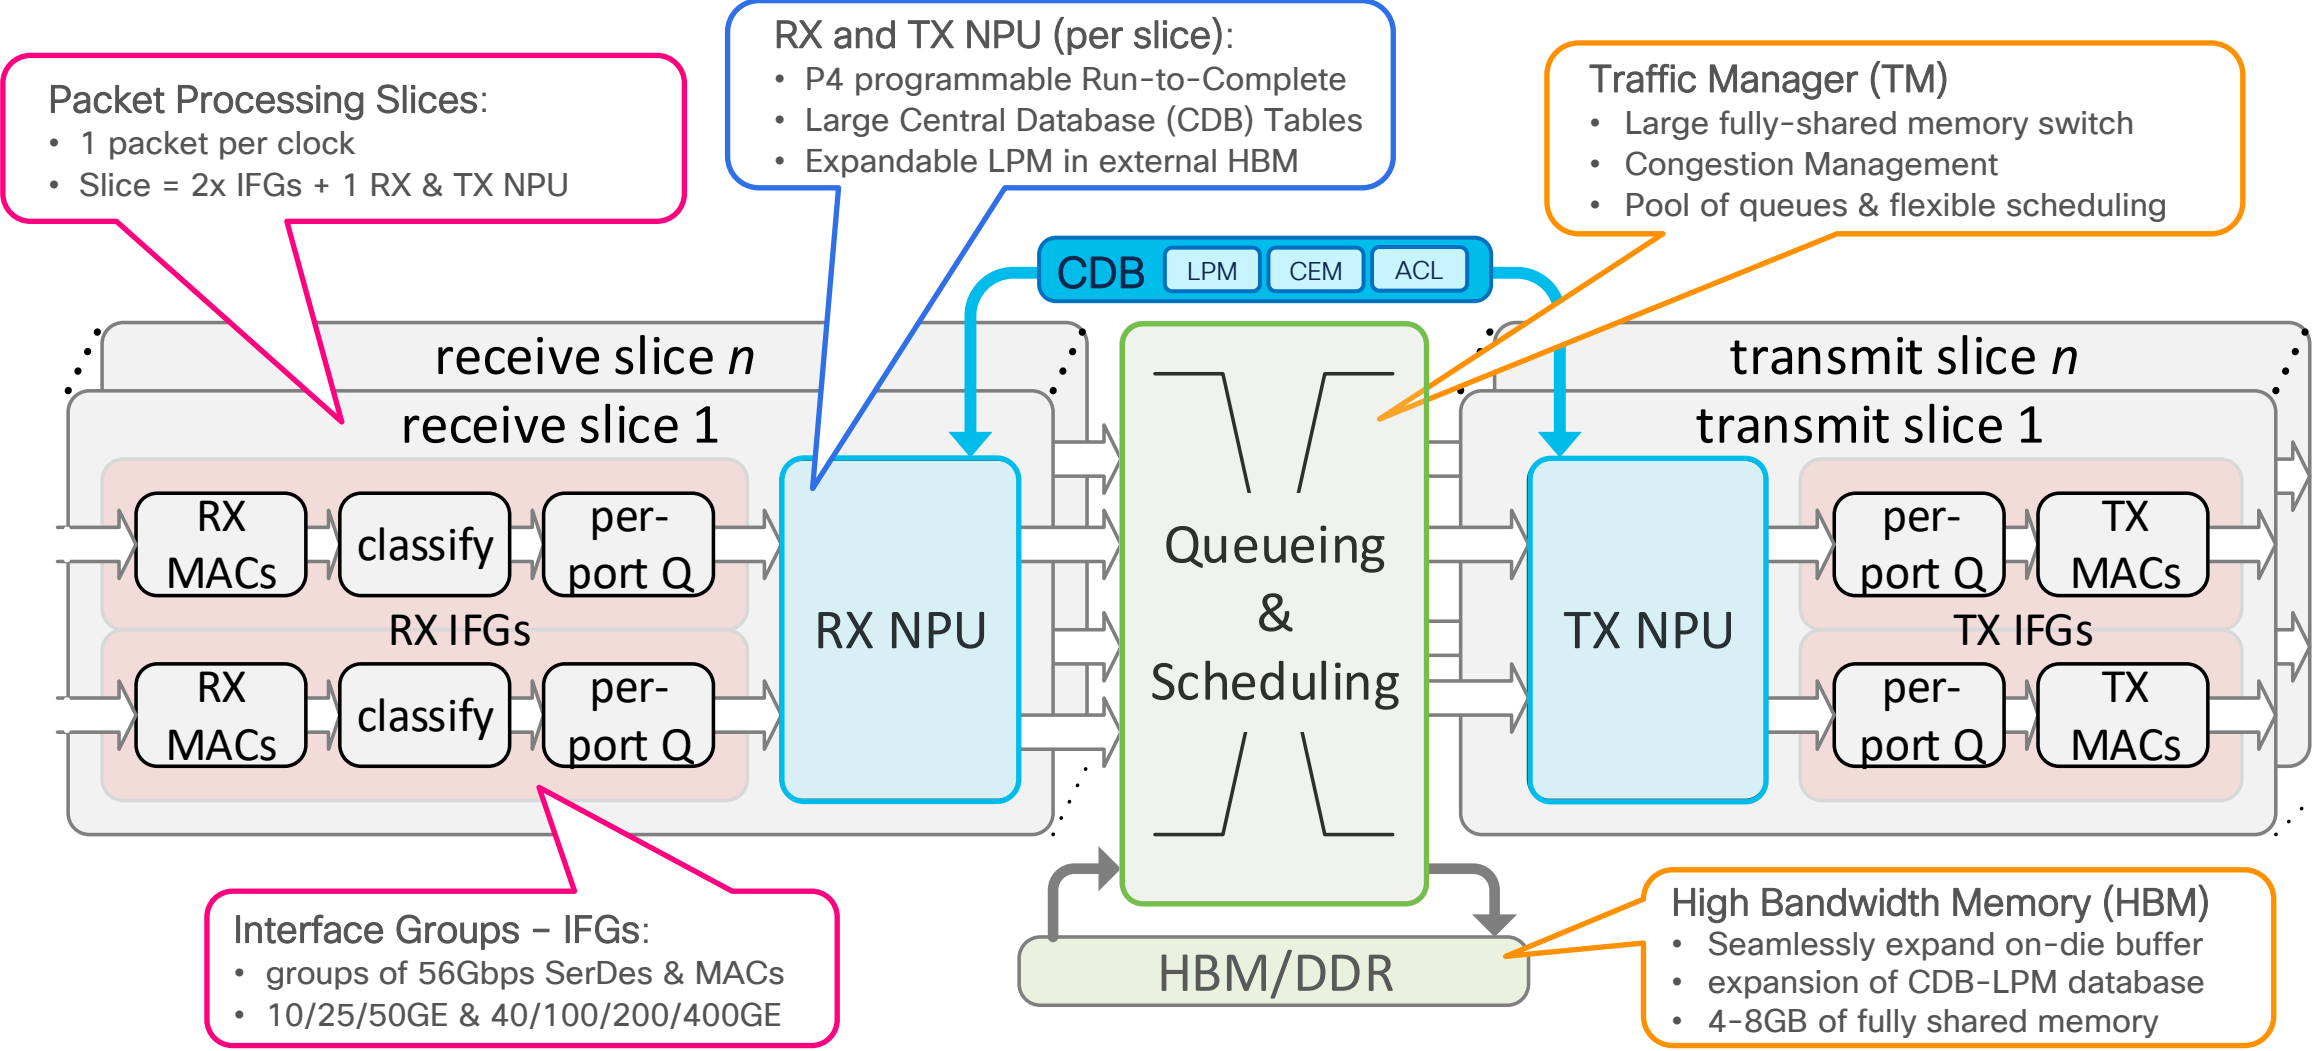 RX and TX NPU (per slice):
• P4 programmable Run-to-Complete
• Large Central Database (CDB) Tables
• Expandable LPM in external HBM
Packet Processing Slices:
• 1 packet per clock
• Slice = 2x IFGs + 1 RX & TX NPU
Traffic Manager (TM)
• Large fully-shared memory switch
• Congestion Management
• Pool of queues & flexible scheduling
CDB
LPM
CEM
ACL
receive slice n
receive slice 1
transmit slice n
transmit slice 1
RX
MACs
classify
per-
port Q
RX IFGs
RX
MACs
classify
per-
port Q
RX NPU
Queueing
&
Scheduling
TX NPU
per-
port Q
TX
MACs
TX IFGs
per-
port Q
TX
MACs
Interface Groups – IFGs:
• groups of 56Gbps SerDes & MACs
• 10/25/50GE & 40/100/200/400GE
HBM/DDR
High Bandwidth Memory (HBM)
• Seamlessly expand on-die buffer
• expansion of CDB-LPM database
• 4-8GB of fully shared memory